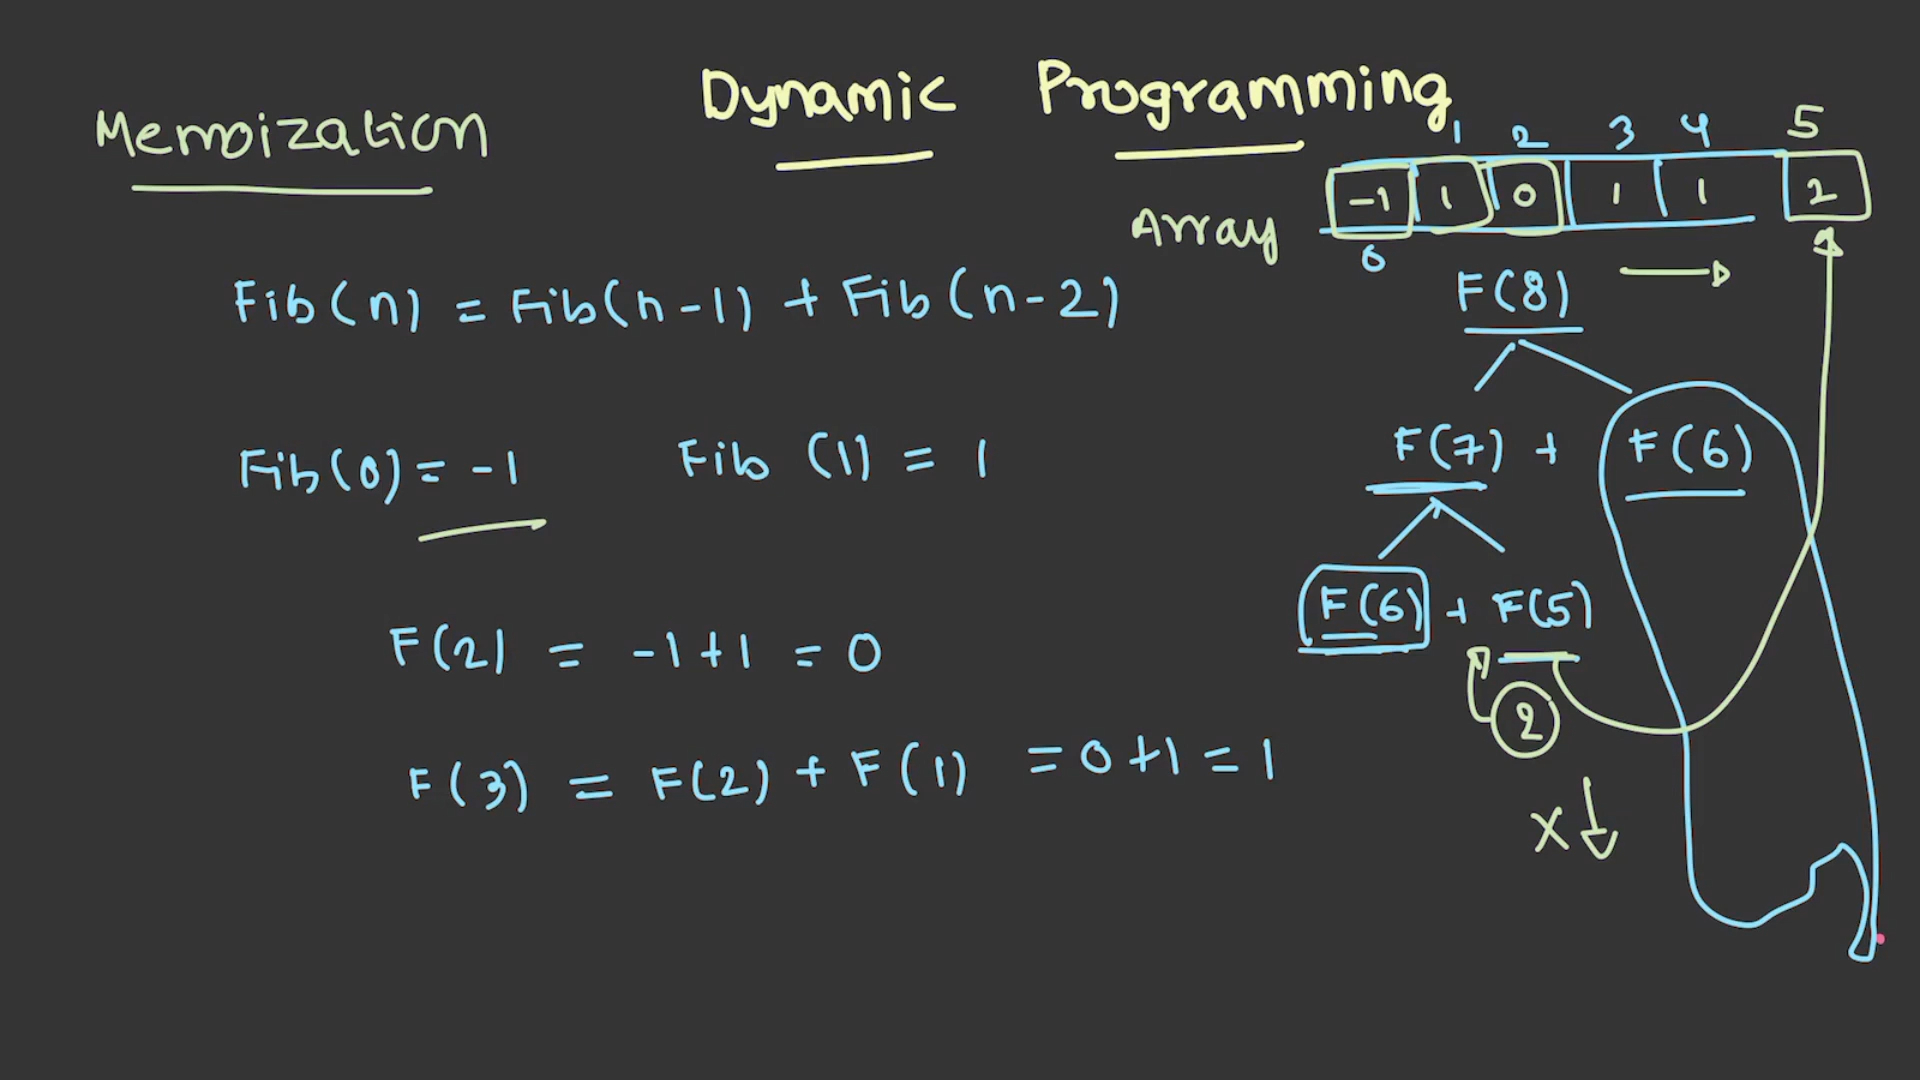 Dynamic Programming
Memoization
1 2 3 4 5
-1 1 0 1 1 2
0
Array
Fib(n) = Fib(n-1) + Fib(n-2)
F(8)
Fib(0) = -1 Fib (1) = 1
F(7) + F(6)
F(6) + F(5)
F(2) = -1+1 = 0
2
F(3) = F(2) + F(1) = 0+1 = 1
X